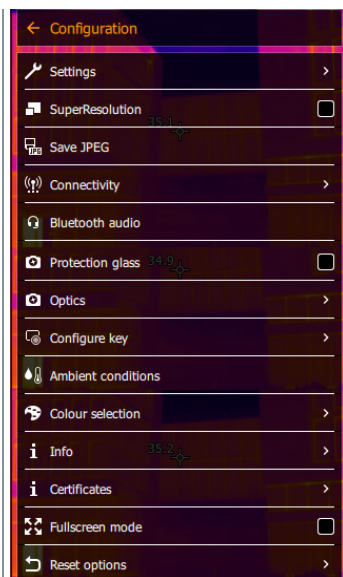 Configuration
Settings
SuperResolution
35.1
JPG
Save JPEG
Connectivity
Bluetooth audio
Protection glass
34.9
Optics
Configure key
Ambient conditions
Colour selection
Info
35.2
Certificates
Fullscreen mode
Reset options